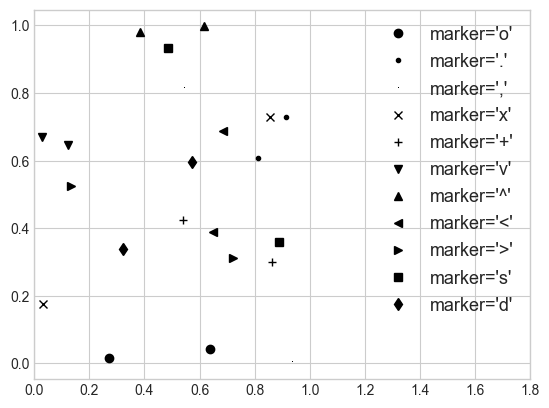 1.0
0.8
0.6
0.4
0.2
0.0
0.0 0.2 0.4 0.6 0.8 1.0 1.2 1.4 1.6 1.8
marker='o'
marker='.'
marker=','
marker='x'
marker='+'
marker='v'
marker='^'
marker='<'
marker='>'
marker='s'
marker='d'